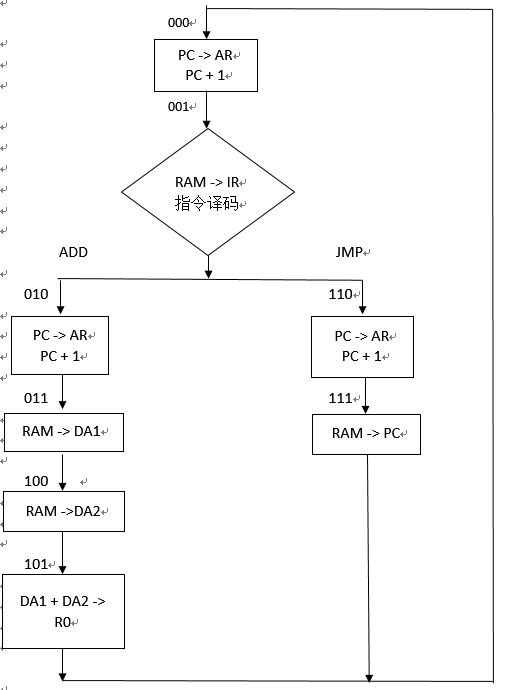 000
PC -> AR
PC + 1
001
RAM -> IR
指令译码
ADD
JMP
010
110
PC -> AR
PC + 1
PC -> AR
PC + 1
011
111
RAM -> DA1
RAM -> PC
100
RAM ->DA2
101
DA1 + DA2 ->
R0